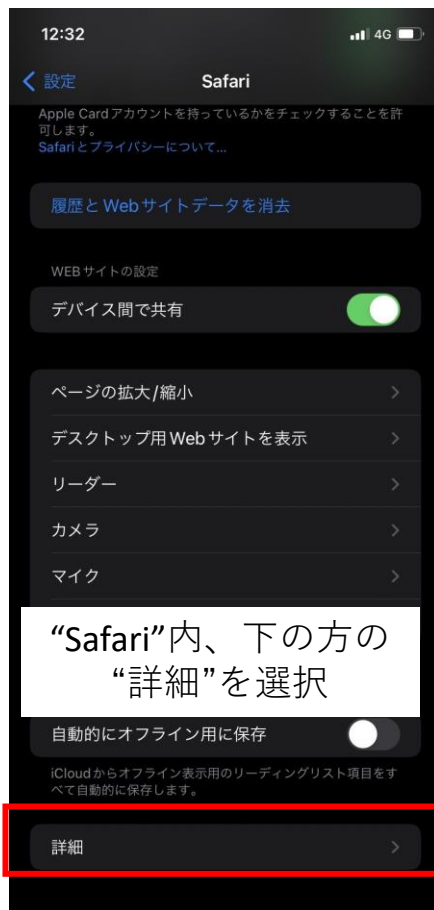 12:32
4G
設定
Safari
Apple Card アカウントを持っているかをチェックすることを許
可します。
Safariとプライバシーについて...
履歴とWebサイトデータを消去
WEBサイトの設定
デバイス間で共有
ページの拡大/縮小
デスクトップ用Webサイトを表示
リーダー
カメラ
マイク
“Safari”内、下の方の
“詳細”を選択
自動的にオフライン用に保存
iCloudからオフライン表示用のリーディングリスト項目をす
べて自動的に保存します。
詳細